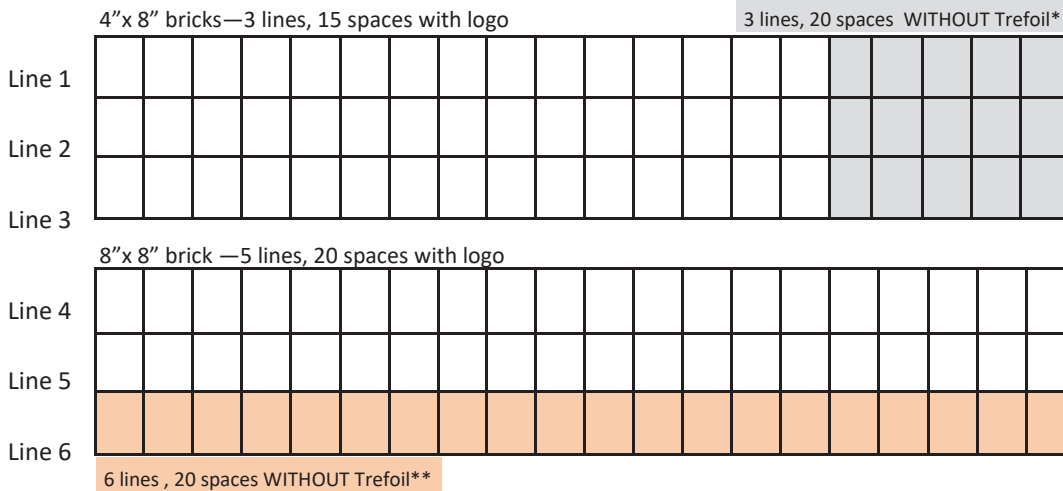 4”x 8” bricks—3 lines, 15 spaces with logo
3 lines, 20 spaces WITHOUT Trefoil*
Line 1
Line 2
Line 3
8”x 8” brick —5 lines, 20 spaces with logo
Line 4
Line 5
Line 6
6 lines , 20 spaces WITHOUT Trefoil**